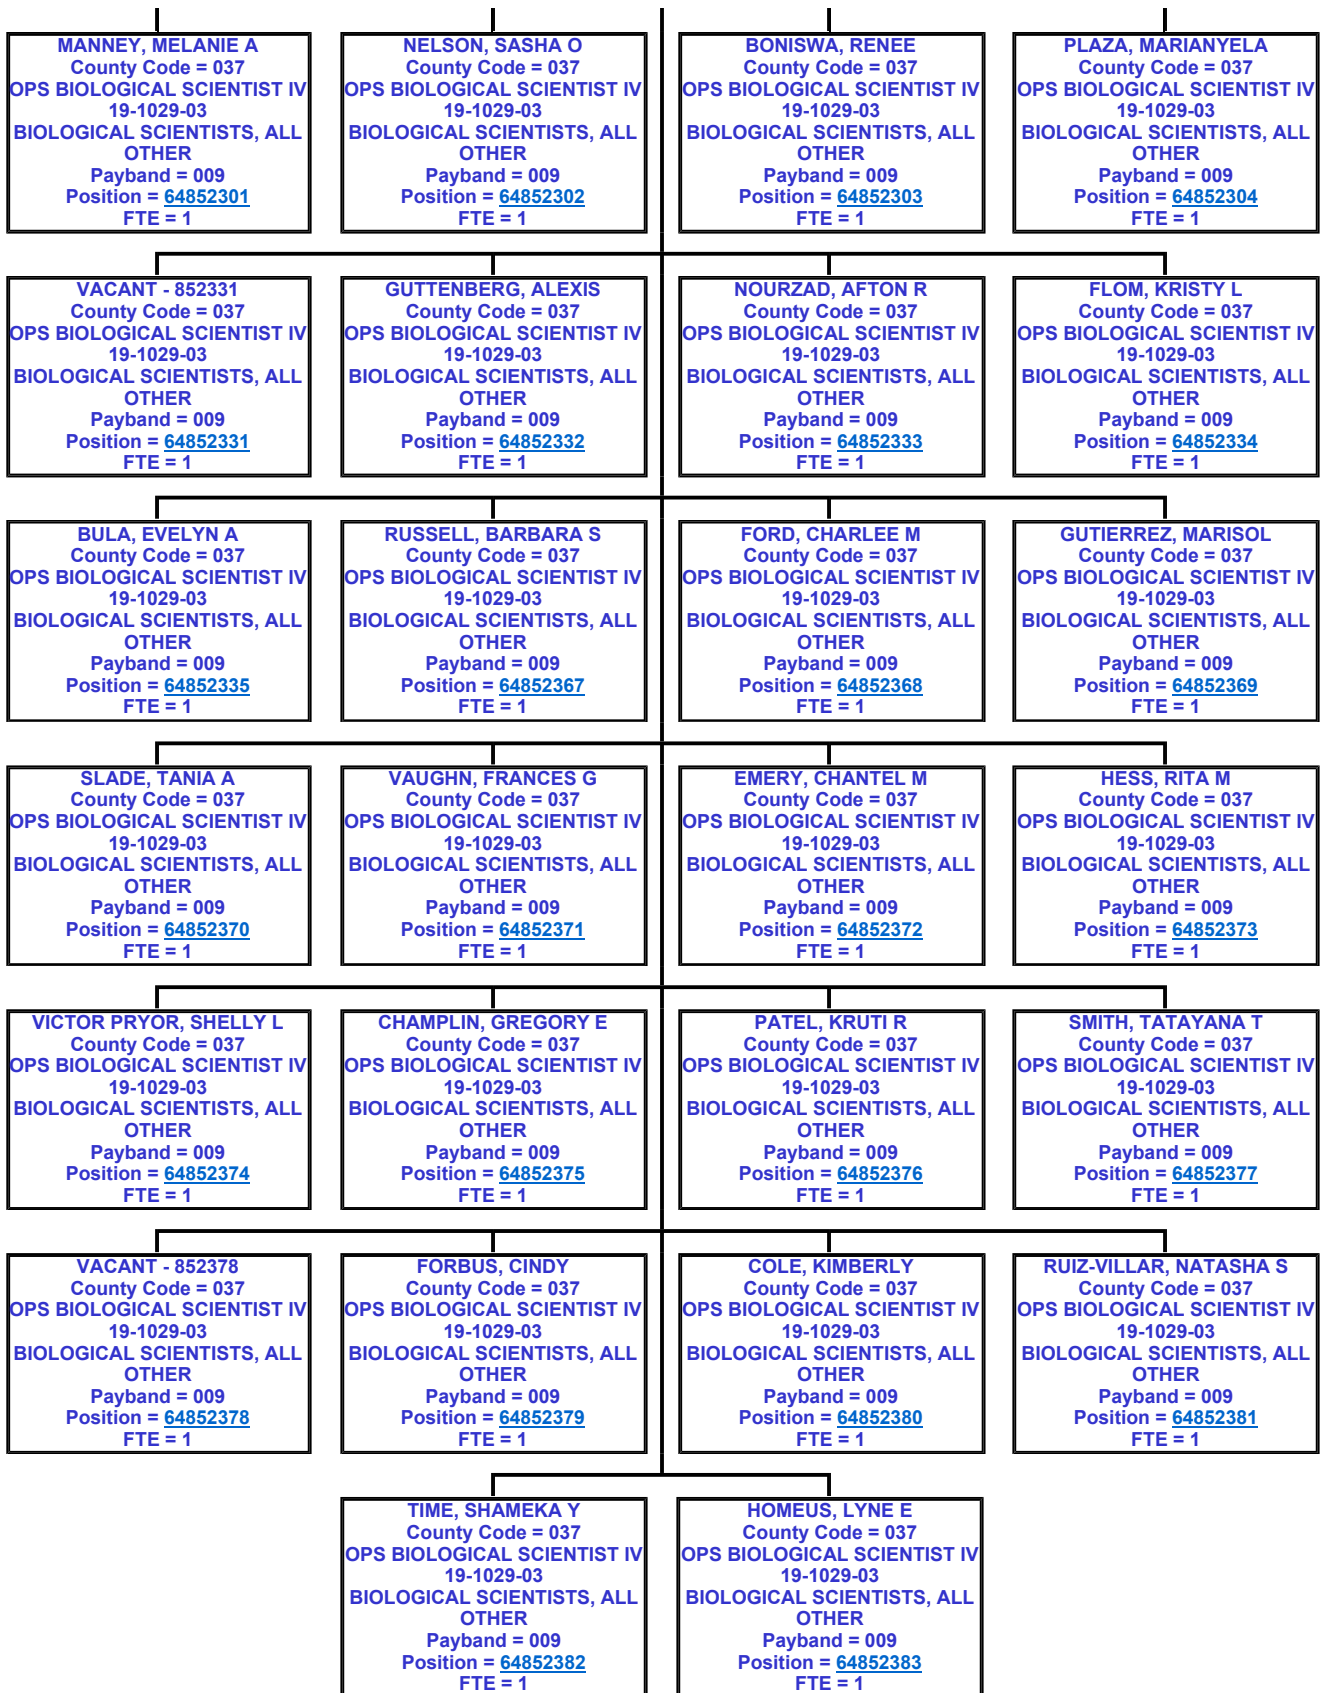 MANNEY, MELANIE A
County Code = 037
OPS BIOLOGICAL SCIENTIST IV
19-1029-03
BIOLOGICAL SCIENTISTS, ALL
OTHER
Payband = 009
Position = 64852301
FTE = 1
NELSON, SASHA O
County Code = 037
OPS BIOLOGICAL SCIENTIST IV
19-1029-03
BIOLOGICAL SCIENTISTS, ALL
OTHER
Payband = 009
Position = 64852302
FTE = 1
BONISWA, RENEE
County Code = 037
OPS BIOLOGICAL SCIENTIST IV
19-1029-03
BIOLOGICAL SCIENTISTS, ALL
OTHER
Payband = 009
Position = 64852303
FTE = 1
PLAZA, MARIANYELA
County Code = 037
OPS BIOLOGICAL SCIENTIST IV
19-1029-03
BIOLOGICAL SCIENTISTS, ALL
OTHER
Payband = 009
Position = 64852304
FTE = 1
VACANT - 852331
County Code = 037
OPS BIOLOGICAL SCIENTIST IV
19-1029-03
BIOLOGICAL SCIENTISTS, ALL
OTHER
Payband = 009
Position = 64852331
FTE = 1
GUTTENBERG, ALEXIS
County Code = 037
OPS BIOLOGICAL SCIENTIST IV
19-1029-03
BIOLOGICAL SCIENTISTS, ALL
OTHER
Payband = 009
Position = 64852332
FTE = 1
NOURZAD, AFTON R
County Code = 037
OPS BIOLOGICAL SCIENTIST IV
19-1029-03
BIOLOGICAL SCIENTISTS, ALL
OTHER
Payband = 009
Position = 64852333
FTE = 1
FLOM, KRISTY L
County Code = 037
OPS BIOLOGICAL SCIENTIST IV
19-1029-03
BIOLOGICAL SCIENTISTS, ALL
OTHER
Payband = 009
Position = 64852334
FTE = 1
BULA, EVELYN A
County Code = 037
OPS BIOLOGICAL SCIENTIST IV
19-1029-03
BIOLOGICAL SCIENTISTS, ALL
OTHER
Payband = 009
Position = 64852335
FTE = 1
RUSSELL, BARBARA S
County Code = 037
OPS BIOLOGICAL SCIENTIST IV
19-1029-03
BIOLOGICAL SCIENTISTS, ALL
OTHER
Payband = 009
Position = 64852367
FTE = 1
FORD, CHARLEE M
County Code = 037
OPS BIOLOGICAL SCIENTIST IV
19-1029-03
BIOLOGICAL SCIENTISTS, ALL
OTHER
Payband = 009
Position = 64852368
FTE = 1
GUTIERREZ, MARISOL
County Code = 037
OPS BIOLOGICAL SCIENTIST IV
19-1029-03
BIOLOGICAL SCIENTISTS, ALL
OTHER
Payband = 009
Position = 64852369
FTE = 1
SLADE, TANIA A
County Code = 037
OPS BIOLOGICAL SCIENTIST IV
19-1029-03
BIOLOGICAL SCIENTISTS, ALL
OTHER
Payband = 009
Position = 64852370
FTE = 1
VAUGHN, FRANCES G
County Code = 037
OPS BIOLOGICAL SCIENTIST IV
19-1029-03
BIOLOGICAL SCIENTISTS, ALL
OTHER
Payband = 009
Position = 64852371
FTE = 1
EMERY, CHANTEL M
County Code = 037
OPS BIOLOGICAL SCIENTIST IV
19-1029-03
BIOLOGICAL SCIENTISTS, ALL
OTHER
Payband = 009
Position = 64852372
FTE = 1
HESS, RITA M
County Code = 037
OPS BIOLOGICAL SCIENTIST IV
19-1029-03
BIOLOGICAL SCIENTISTS, ALL
OTHER
Payband = 009
Position = 64852373
FTE = 1
VICTOR PRYOR, SHELLY L
County Code = 037
OPS BIOLOGICAL SCIENTIST IV
19-1029-03
BIOLOGICAL SCIENTISTS, ALL
OTHER
Payband = 009
Position = 64852374
FTE = 1
CHAMPLIN, GREGORY E
County Code = 037
OPS BIOLOGICAL SCIENTIST IV
19-1029-03
BIOLOGICAL SCIENTISTS, ALL
OTHER
Payband = 009
Position = 64852375
FTE = 1
PATEL, KRUTI R
County Code = 037
OPS BIOLOGICAL SCIENTIST IV
19-1029-03
BIOLOGICAL SCIENTISTS, ALL
OTHER
Payband = 009
Position = 64852376
FTE = 1
SMITH, TATAYANA T
County Code = 037
OPS BIOLOGICAL SCIENTIST IV
19-1029-03
BIOLOGICAL SCIENTISTS, ALL
OTHER
Payband = 009
Position = 64852377
FTE = 1
VACANT - 852378
County Code = 037
OPS BIOLOGICAL SCIENTIST IV
19-1029-03
BIOLOGICAL SCIENTISTS, ALL
OTHER
Payband = 009
Position = 64852378
FTE = 1
FORBUS, CINDY
County Code = 037
OPS BIOLOGICAL SCIENTIST IV
19-1029-03
BIOLOGICAL SCIENTISTS, ALL
OTHER
Payband = 009
Position = 64852379
FTE = 1
COLE, KIMBERLY
County Code = 037
OPS BIOLOGICAL SCIENTIST IV
19-1029-03
BIOLOGICAL SCIENTISTS, ALL
OTHER
Payband = 009
Position = 64852380
FTE = 1
RUIZ-VILLAR, NATASHA S
County Code = 037
OPS BIOLOGICAL SCIENTIST IV
19-1029-03
BIOLOGICAL SCIENTISTS, ALL
OTHER
Payband = 009
Position = 64852381
FTE = 1
TIME, SHAMEKA Y
County Code = 037
OPS BIOLOGICAL SCIENTIST IV
19-1029-03
BIOLOGICAL SCIENTISTS, ALL
OTHER
Payband = 009
Position = 64852382
FTE = 1
HOMEUS, LYNE E
County Code = 037
OPS BIOLOGICAL SCIENTIST IV
19-1029-03
BIOLOGICAL SCIENTISTS, ALL
OTHER
Payband = 009
Position = 64852383
FTE = 1